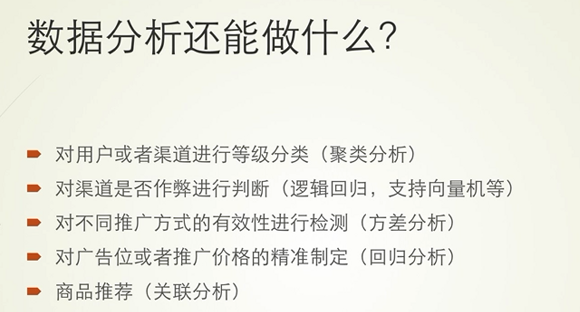 数据分析还能做什么?
对用户或者渠道进行等级分类（聚类分析）
对渠道是否作弊进行判断（逻辑回归，支持向量机等）
对不同推广方式的有效性进行检测（方差分析）
对广告位或者推广价格的精准制定（回归分析）
商品推荐（关联分析）